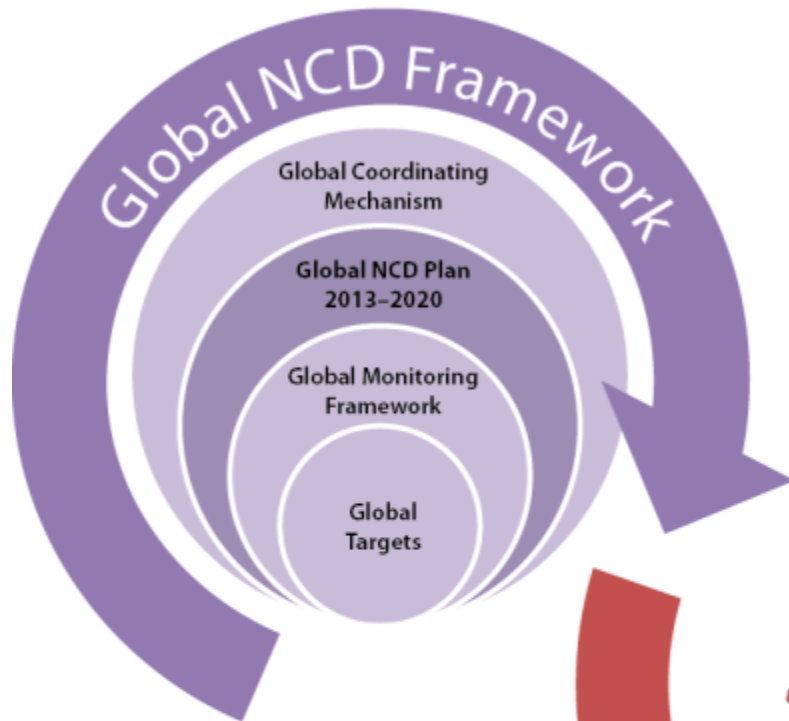 Global NCD Framework
Global Coordinating
Mechanism
Global NCD Plan
2013–2020
Global Monitoring
Framework
Global
Targets